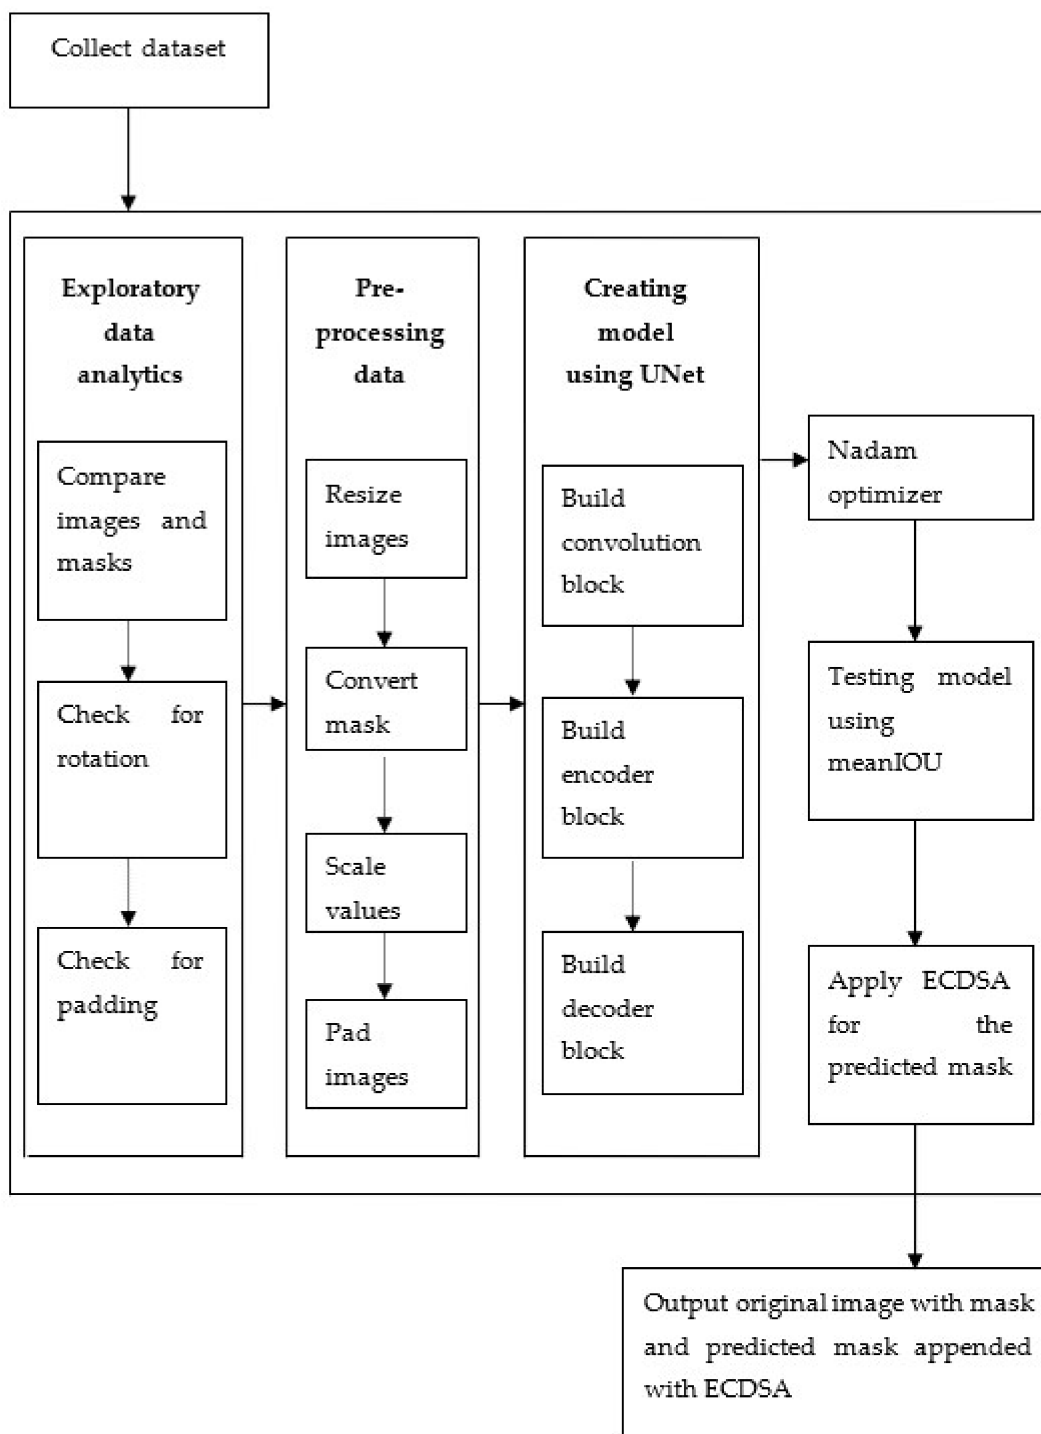 Collect dataset
Exploratory
data
analytics
Compare
images and
masks
Check for
rotation
Check for
padding
Pre-
processing
data
Resize
images
Convert
mask
Scale
values
Pad
images
Creating
model
using UNet
Build
convolution
block
Build
encoder
block
Build
decoder
block
Nadam
optimizer
Testing model
using
meanIOU
Apply ECDSA
for the
predicted mask
Output original image with mask
and predicted mask appended
with ECDSA